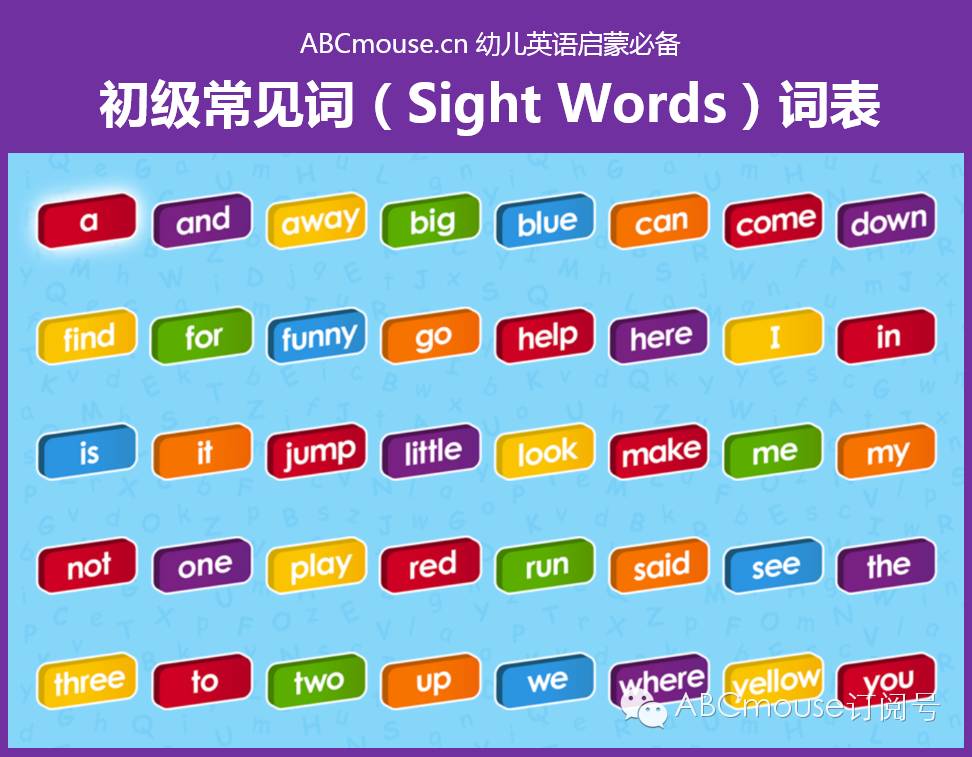 ABCmouse.cn 幼儿英语启蒙必备
初级常见词（Sight Words）词表
a and away big blue can come down
find for funny go help here I in
is it jump little look make me my
not one play red run said see the
three to two up we where yellow you
ABCmouse订阅号